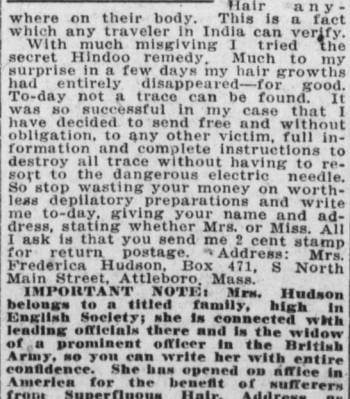 Hair any-
where on their body. This is a fact
which any traveler in India can verify.
With much misgiving I tried the
secret Hindoo remedy. Much to my
surprise in a few days my hair growths
had entirely disappeared—for good.
To-day not a trace can be found. It
was so successful in my case that I
have decided to send free and without
obligation, to any other victim, full in-
formation and complete instructions to
destroy all trace without having to re-
sort to the dangerous electric needle.
So stop wasting your money on worth-
less depilatory preparations and write
me to-day, giving your name and ad-
dress, stating whether Mrs. or Miss. All
I ask is that you send me 2 cent stamp
for return postage. Address: Mrs.
Frederica Hudson, Box 471, S North
Main Street, Attleboro, Mass.
IMPORTANT NOTE: Mrs. Hudson
belongs to a titled family, high in
English Society; she is connected with
leading officials there and is the widow
of a prominent officer in the British
Army, so you can write her with entire
confidence. She has opened an office in
America for the benefit of sufferers
from Superfluous Hair. Address as